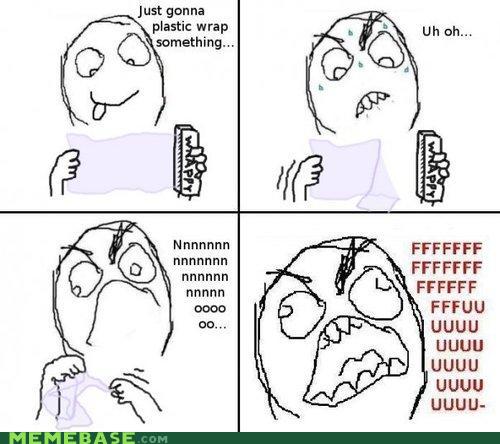 Just gonna
plastic wrap
something...
WRAPPY
Uh oh...
WRAPPY
Nnnnnnn
nnnnnnn
nnnnnn
nnnnn
oooo
oo...
FFFFFFF
FFFFFFF
FFFFFF
FFFUU
UUUU
UUUU
UUUU
UUUU
UUUU-
MEMEBASE.COM